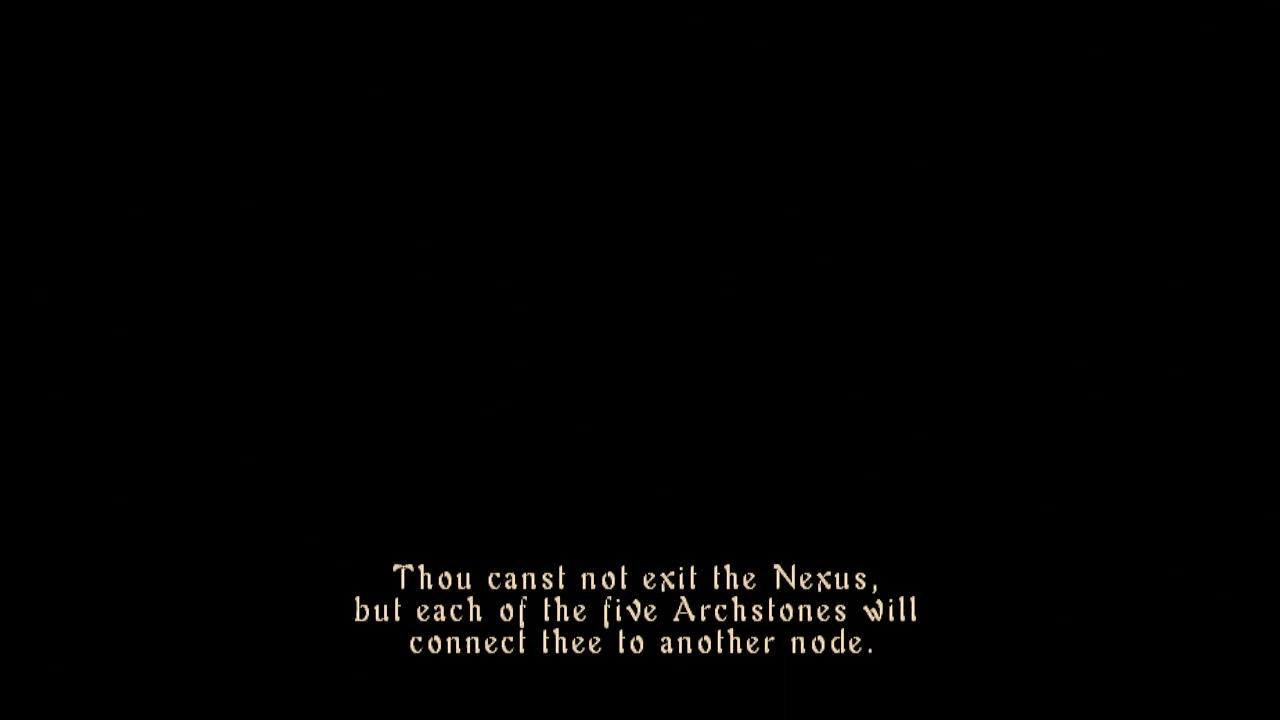 Thou canst not exit the Nexus,
but each of the five Archstones will
connect thee to another node.